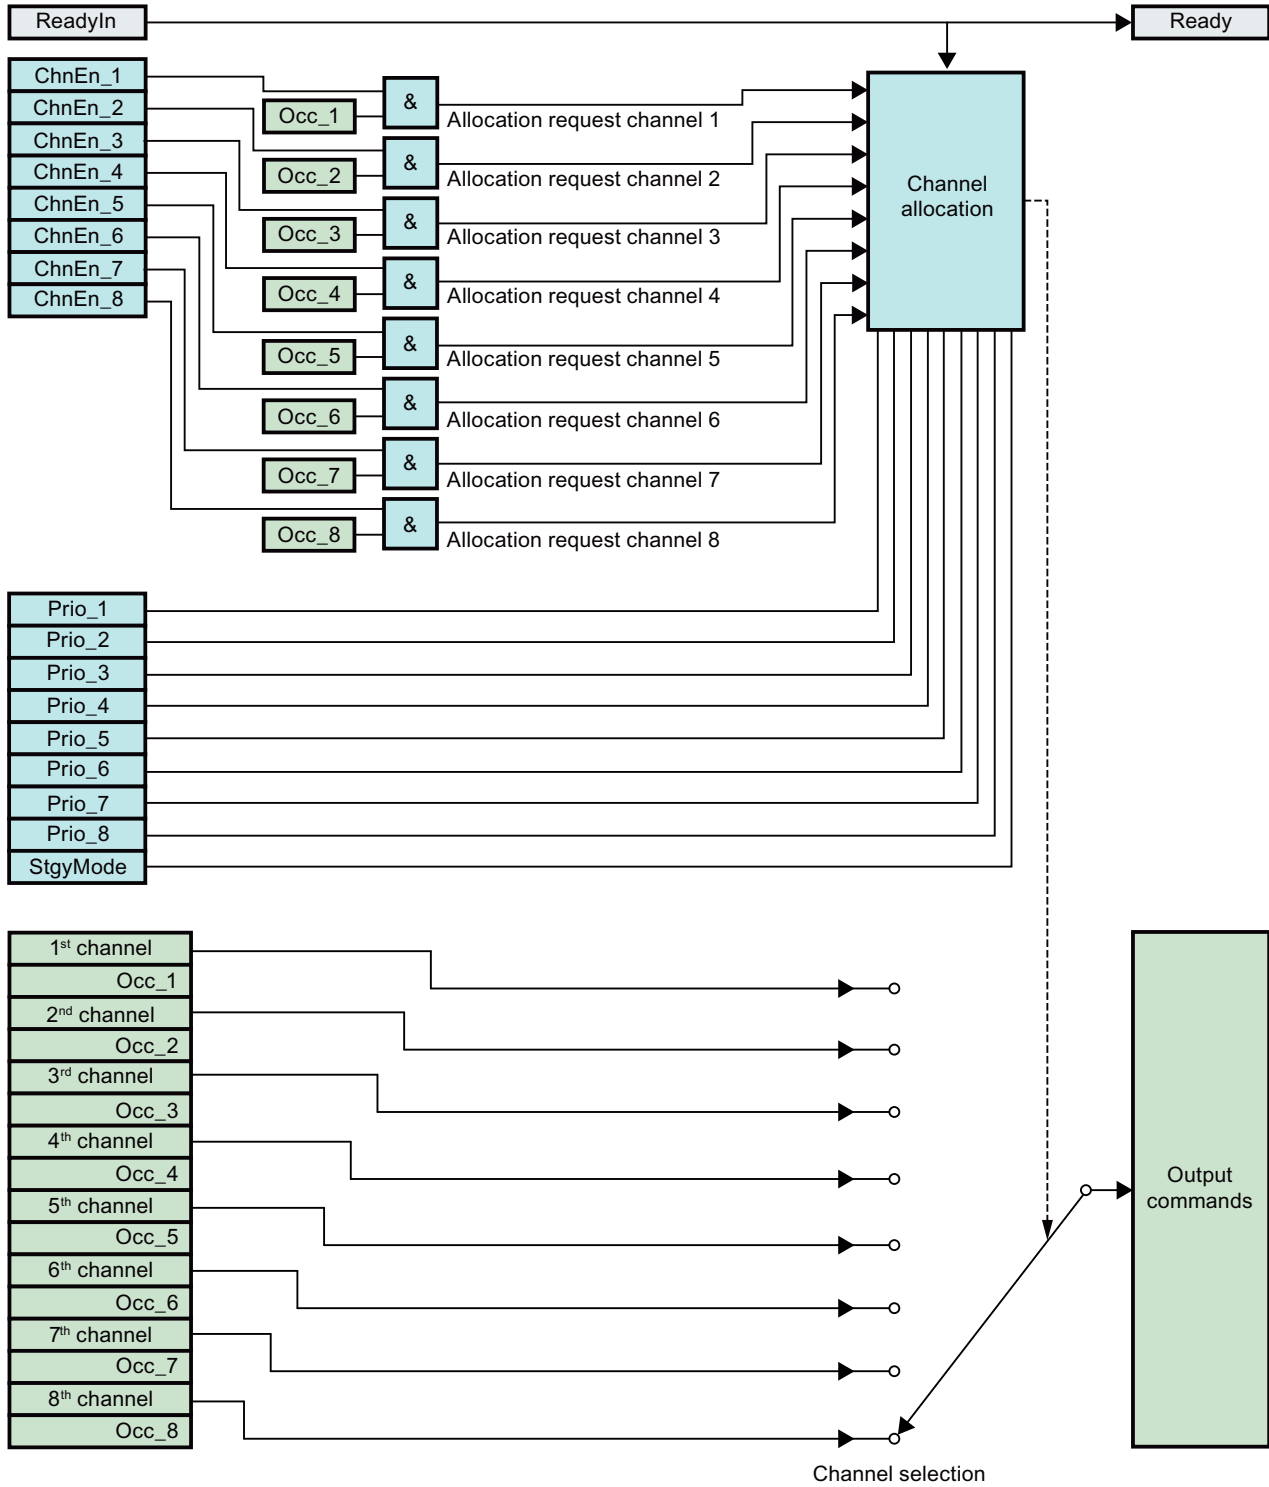 ReadyIn
Ready
ChnEn_1
ChnEn_2
ChnEn_3
ChnEn_4
ChnEn_5
ChnEn_6
ChnEn_7
ChnEn_8
Occ_1
&
Allocation request channel 1
Occ_2
&
Allocation request channel 2
Occ_3
&
Allocation request channel 3
Occ_4
&
Allocation request channel 4
Occ_5
&
Allocation request channel 5
Occ_6
&
Allocation request channel 6
Occ_7
&
Allocation request channel 7
Occ_8
&
Allocation request channel 8
Channel
allocation
Prio_1
Prio_2
Prio_3
Prio_4
Prio_5
Prio_6
Prio_7
Prio_8
StgyMode
1st channel
Occ_1
2nd channel
Occ_2
3rd channel
Occ_3
4th channel
Occ_4
5th channel
Occ_5
6th channel
Occ_6
7th channel
Occ_7
8th channel
Occ_8
Output
commands
Channel selection